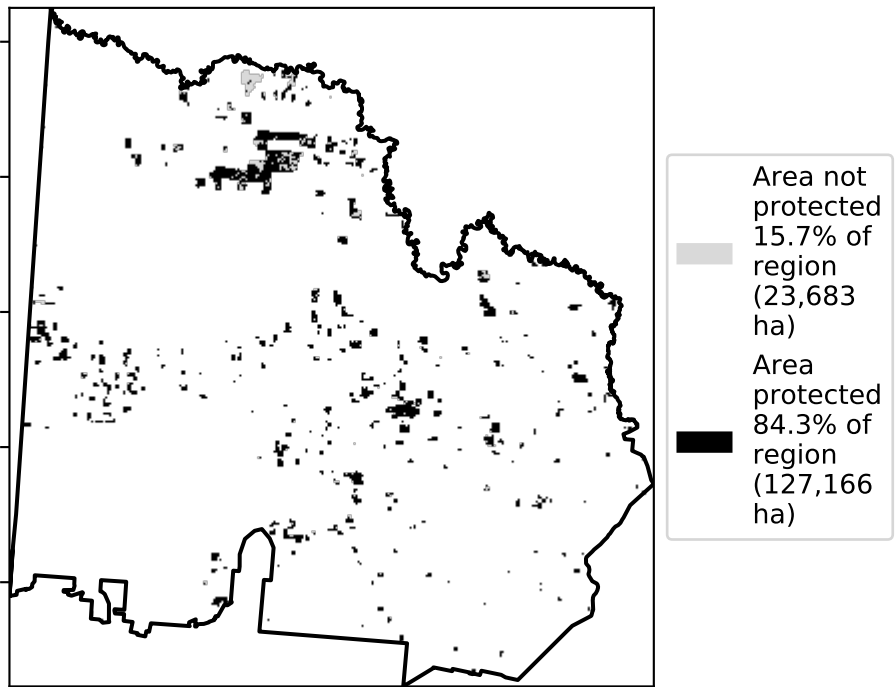 Area not
protected
15.7% of
region
(23,683
ha)
Area
protected
84.3% of
region
(127,166
ha)